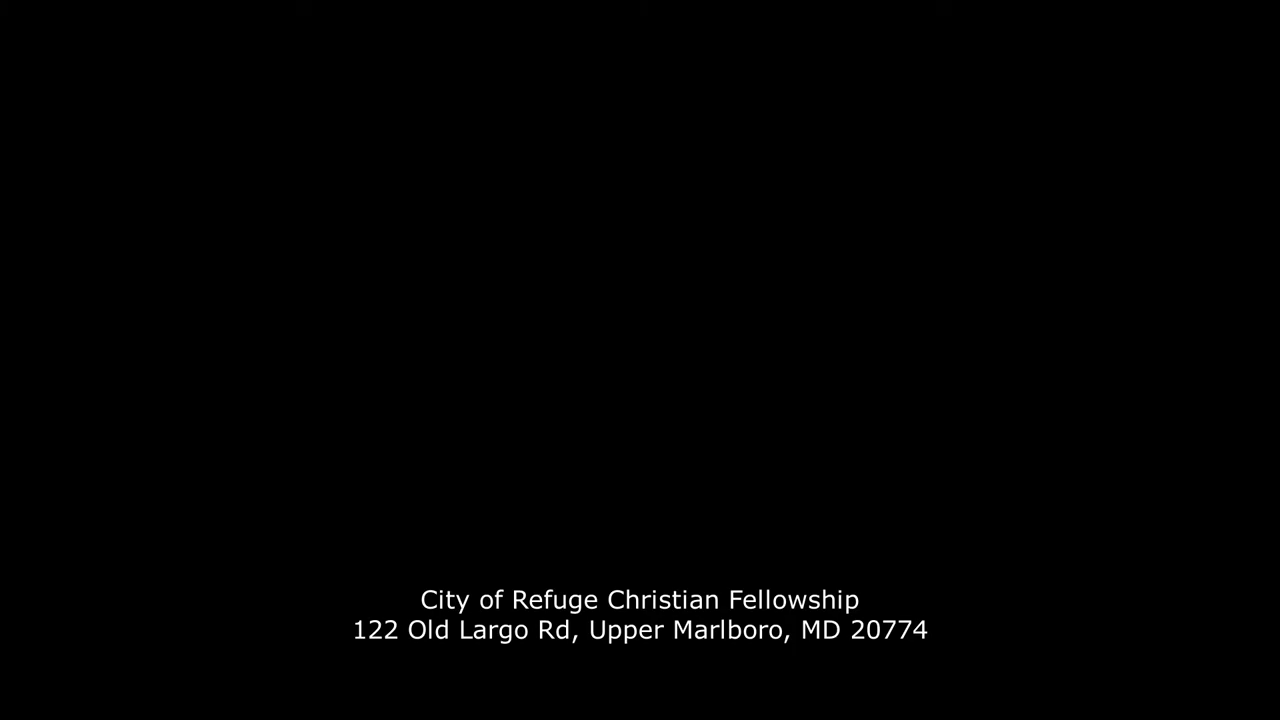 City of Refuge Christian Fellowship
122 Old Largo Rd, Upper Marlboro, MD 20774